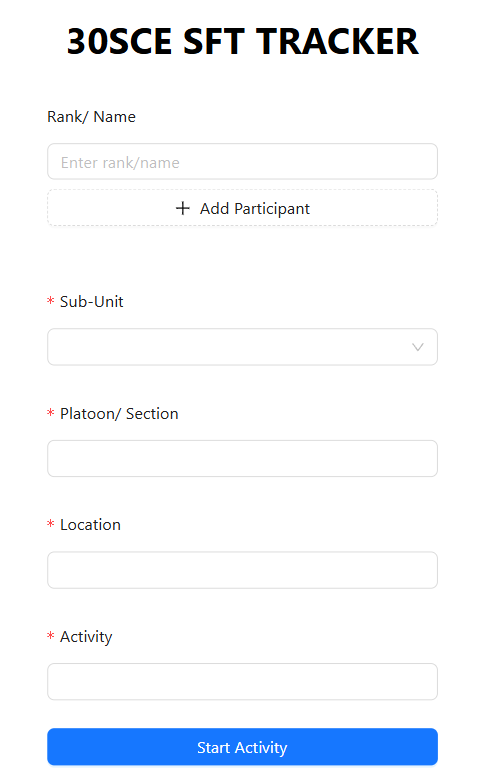 30SCE SFT TRACKER
Rank/ Name
Enter rank/name
+ Add Participant
* Sub-Unit
* Platoon/ Section
* Location
* Activity
Start Activity